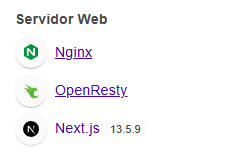 Servidor Web
Nginx
OpenResty
Next.js 13.5.9